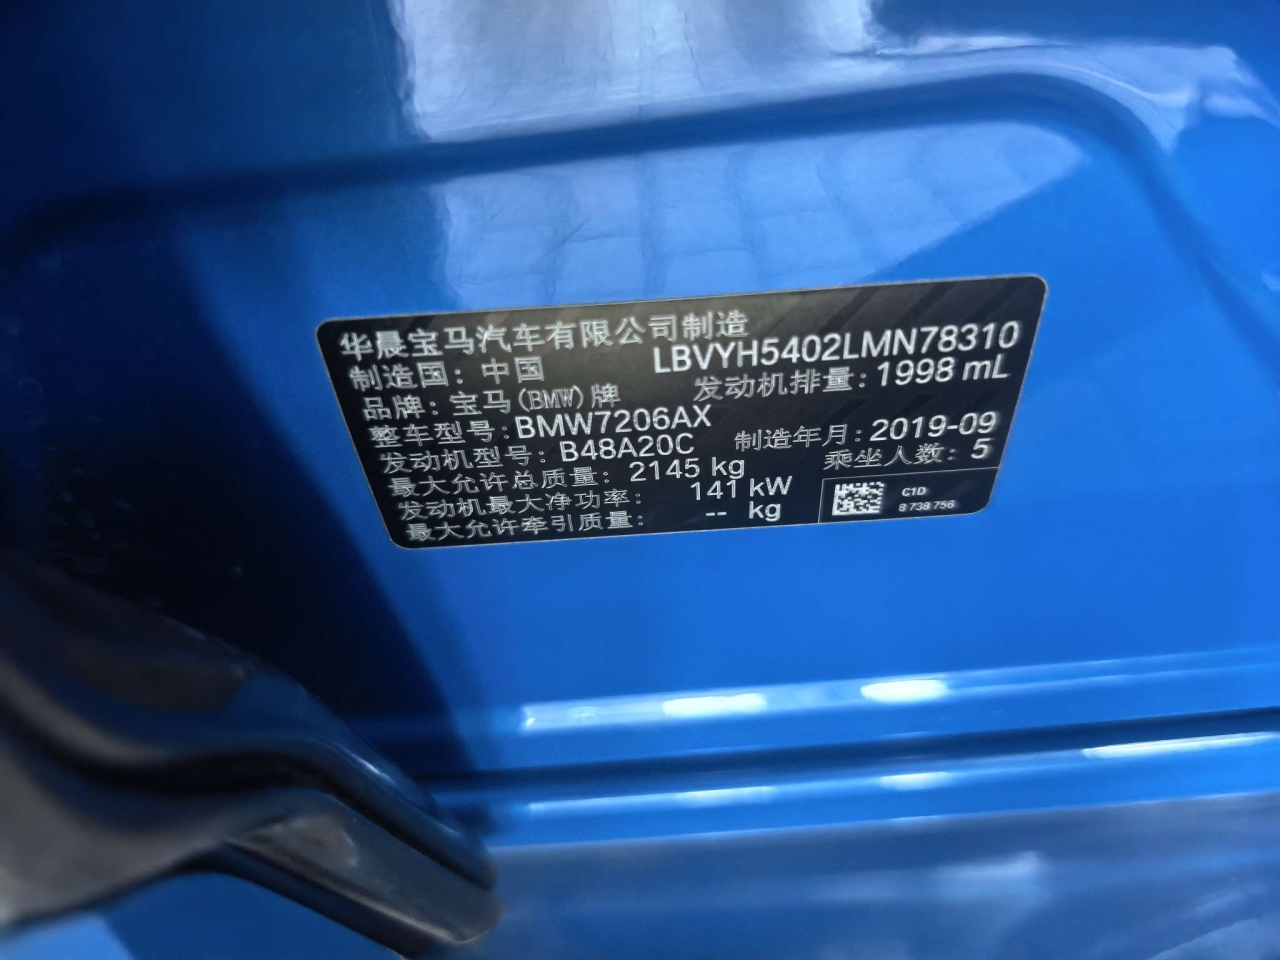 华晨宝马汽车有限公司制造
制造国：中国 LBVYH5402LMN78310
品牌：宝马(BMW)牌 发动机排量：1998 mL
整车型号：BMW7206AX
发动机型号：B48A20C 制造年月：2019-09
最大允许总质量：2145 kg 乘坐人数：5
发动机最大净功率：141 kW
最大允许牵引质量：-- kg
C1D
8 738 756